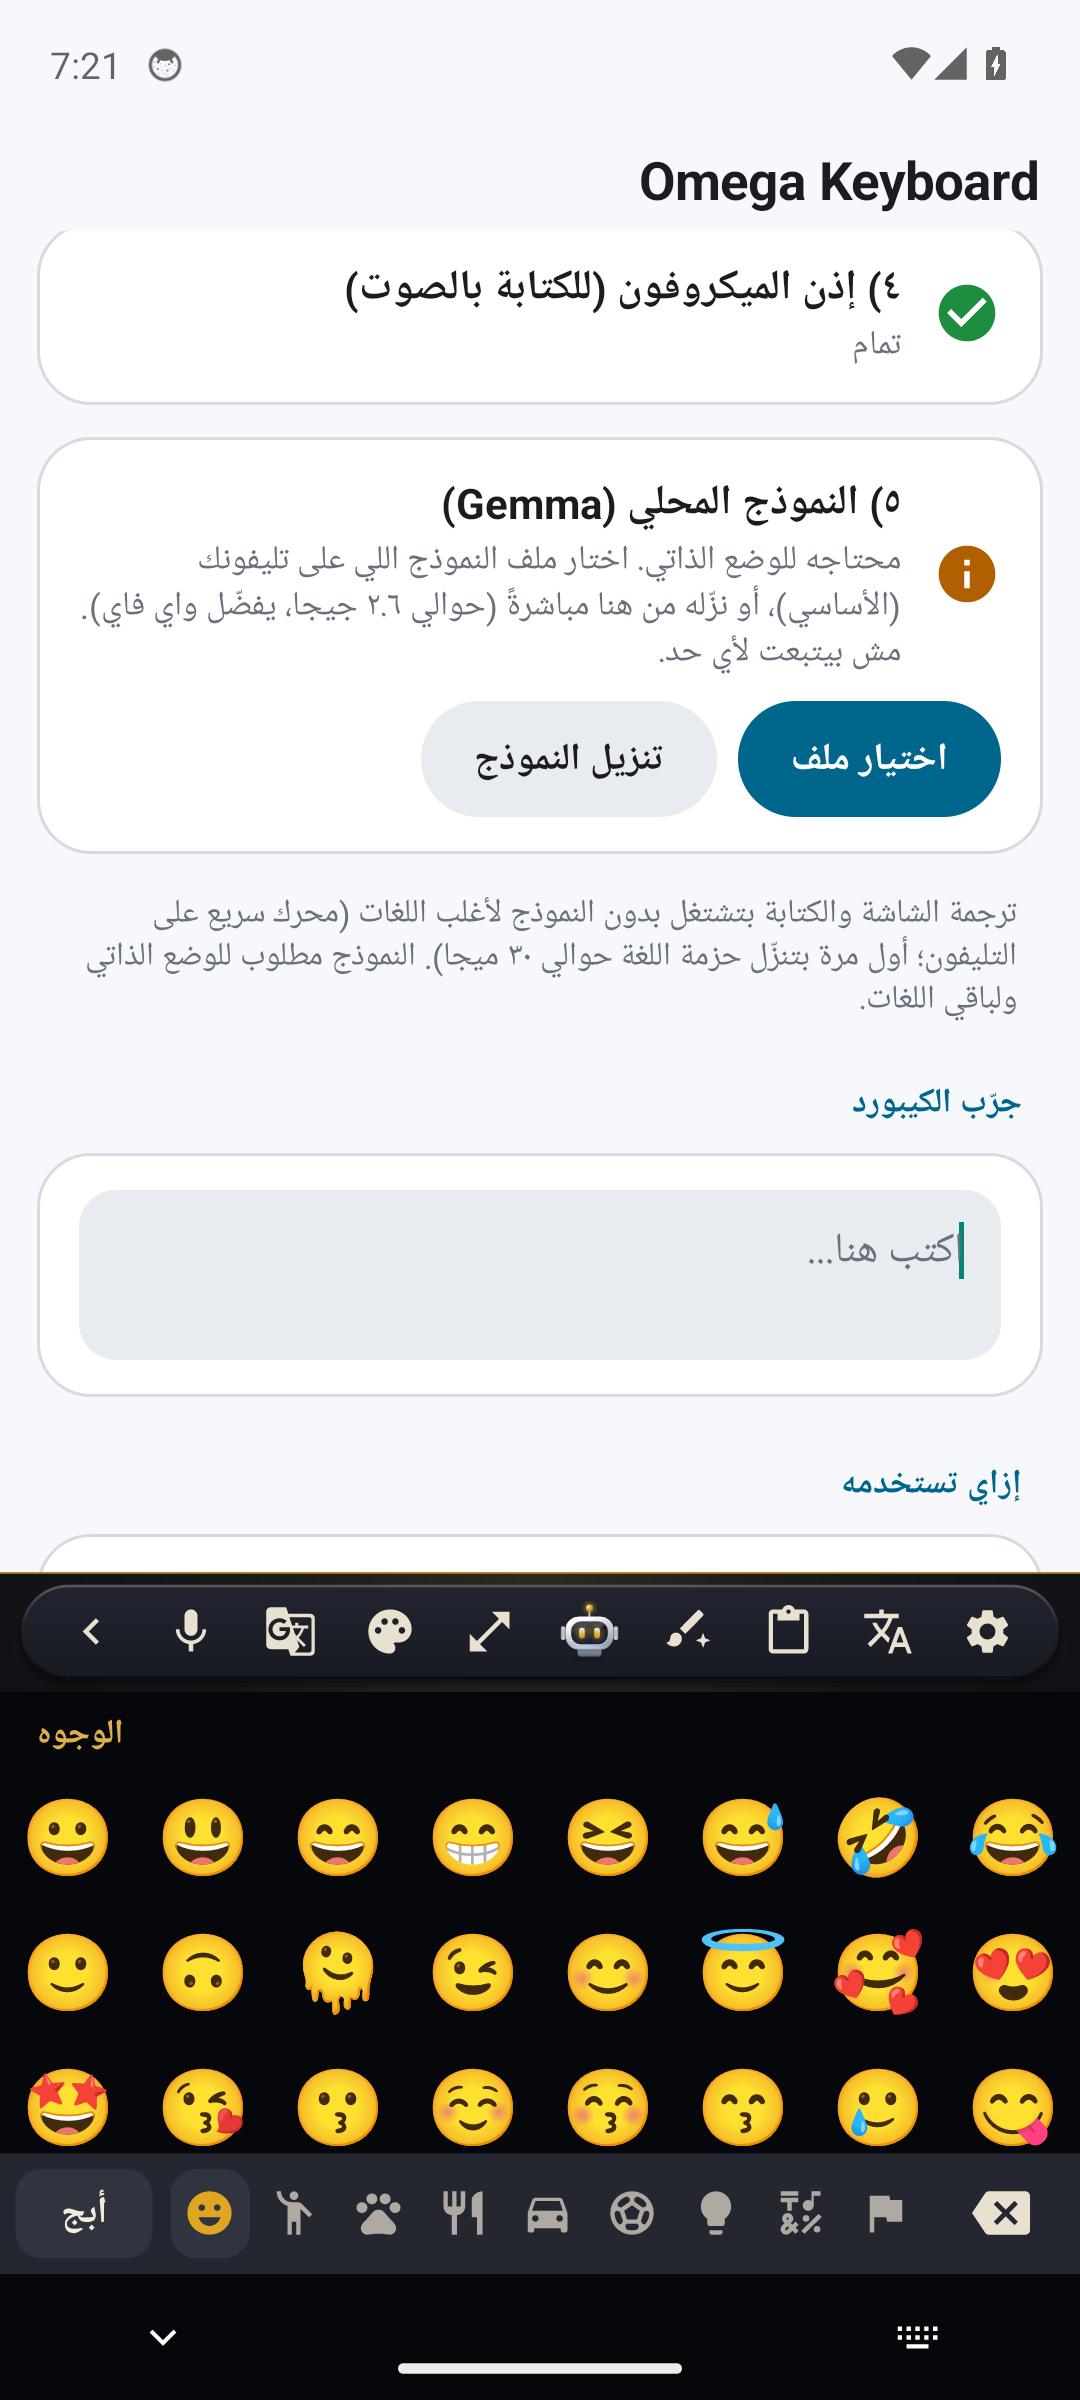 7:21
Omega Keyboard
٤) إذن الميكروفون (للكتابة بالصوت)
تمام
٥) النموذج المحلي (Gemma)
محتاجه للوضع الذاتي. اختار ملف النموذج اللي على تليفونك
(الأساسي)، أو نزّله من هنا مباشرةً (حوالي ٢.٦ جيجا، يفضّل واي فاي).
مش بيتبعت لأي حد.
اختيار ملف
تنزيل النموذج
ترجمة الشاشة والكتابة بتشتغل بدون النموذج لأغلب اللغات (محرك سريع على
التليفون؛ أول مرة بتنزّل حزمة اللغة حوالي ٣٠ ميجا). النموذج مطلوب للوضع الذاتي
ولباقي اللغات.
جرّب الكيبورد
اكتب هنا...
إزاي تستخدمه
الوجوه
أبج